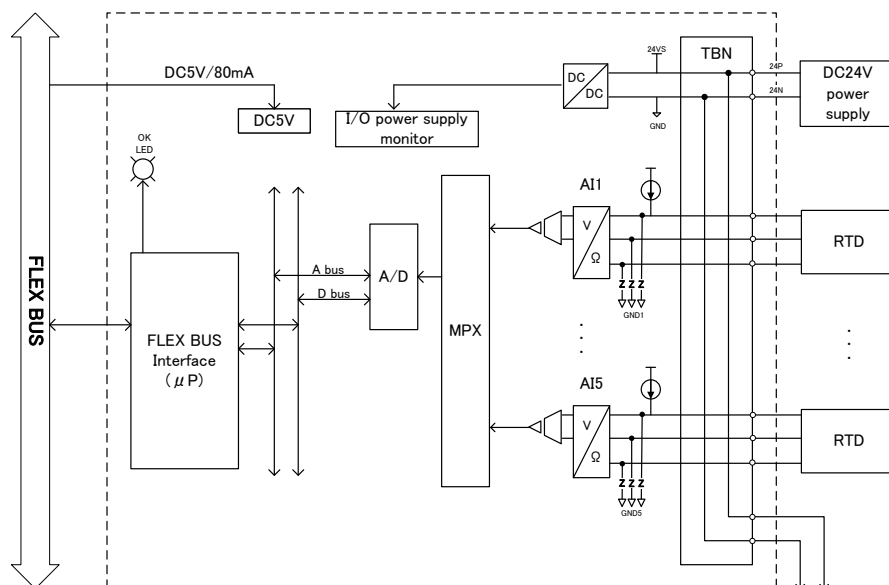 DC5V/80mA
DC5V
I/O power supply
monitor
DC
DC
24VS
GND
TBN
24P
24N
DC24V
power
supply
OK
LED
FLEX BUS
FLEX BUS
Interface
(μP)
A bus
D bus
A/D
MPX
AI1
V
Ω
Z Z Z
GND1
RTD
AI5
V
Ω
Z Z Z
GND5
RTD